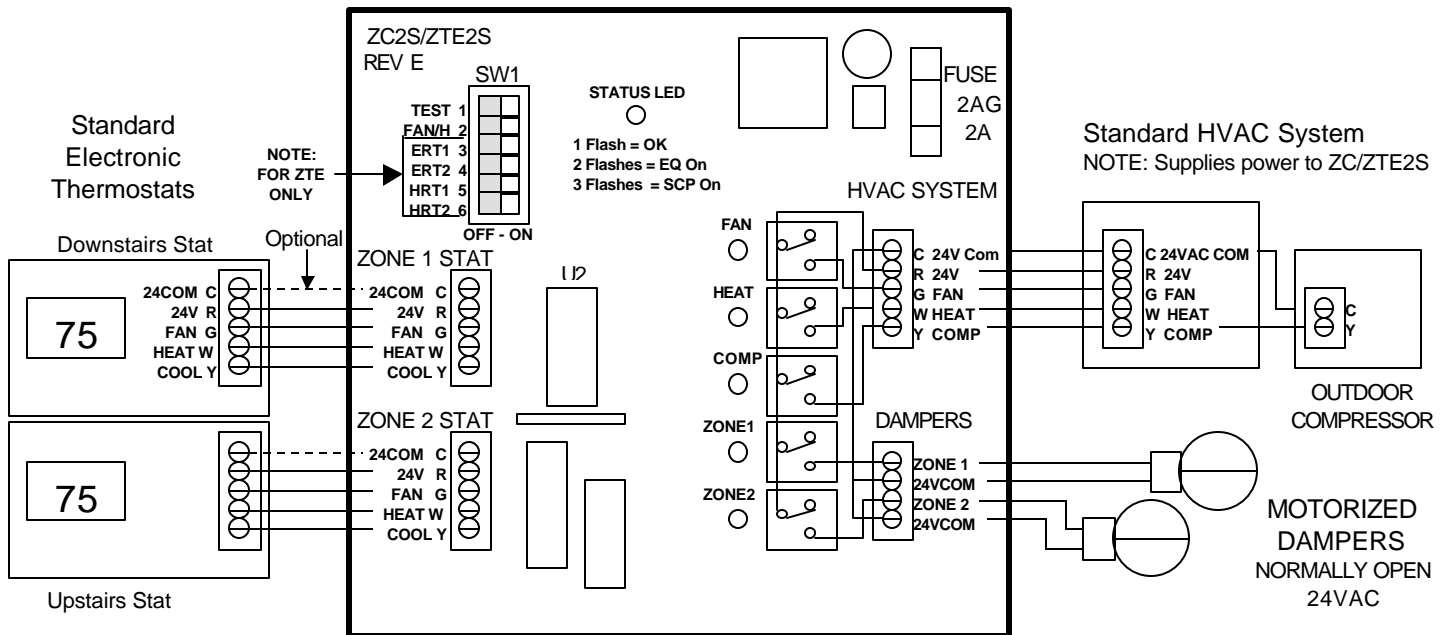 ZC2S/ZTE2S
REV E
SW1
TEST 1
FAN/H 2
ERT1 3
ERT2 4
HRT1 5
HRT2 6
OFF - ON
NOTE:
FOR ZTE
ONLY
STATUS LED
1 Flash = OK
2 Flashes = EQ On
3 Flashes = SCP On
FUSE
2AG
2A
Standard
Electronic
Thermostats
Downstairs Stat
Optional
75
24COM C
24V R
FAN G
HEAT W
COOL Y
ZONE 1 STAT
24COM C
24V R
FAN G
HEAT W
COOL Y
U2
75
Upstairs Stat
ZONE 2 STAT
24COM C
24V R
FAN G
HEAT W
COOL Y
FAN
HEAT
COMP
ZONE1
ZONE2
HVAC SYSTEM
C 24V Com
R 24V
G FAN
W HEAT
Y COMP
DAMPERS
ZONE 1
24VCOM
ZONE 2
24VCOM
Standard HVAC System
NOTE: Supplies power to ZC/ZTE2S
C 24VAC COM
R 24V
G FAN
W HEAT
Y COMP
C
Y
OUTDOOR
COMPRESSOR
MOTORIZED
DAMPERS
NORMALLY OPEN
24VAC